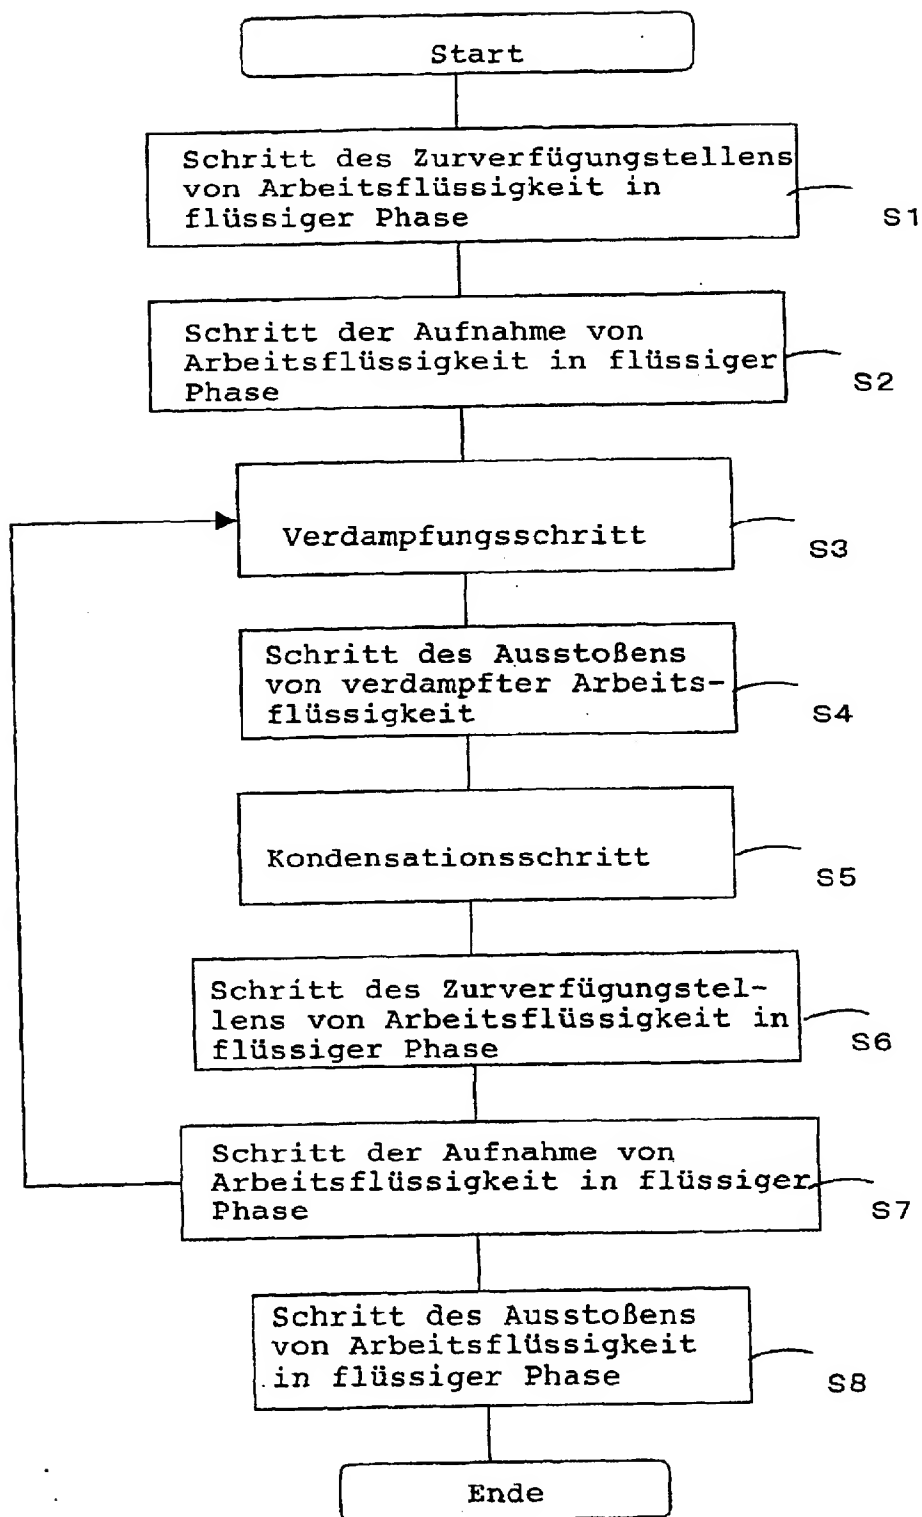 Start
Schritt des Zurverfügungstellens
von Arbeitsflüssigkeit in
flüssiger Phase
S1
Schritt der Aufnahme von
Arbeitsflüssigkeit in flüssiger
Phase
S2
Verdampfungsschritt
S3
Schritt des Ausstoßens
von verdampfter Arbeits-
flüssigkeit
S4
Kondensationsschritt
S5
Schritt des Zurverfügungstel-
lens von Arbeitsflüssigkeit in
flüssiger Phase
S6
Schritt der Aufnahme von
Arbeitsflüssigkeit in flüssiger
Phase
S7
Schritt des Ausstoßens
von Arbeitsflüssigkeit
in flüssiger Phase
S8
Ende